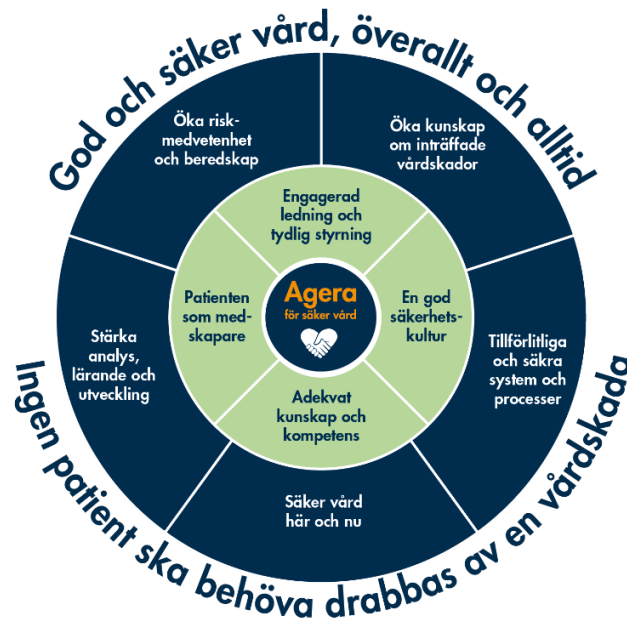 God och säker vård, överallt och alltid
Öka risk-
medvetenhet
och beredskap
Öka kunskap
om inträffade
vårdskador
Engagerad
ledning och
tydlig styrning
Patienten
som med-
skapare
Agera
för säker vård
En god
säkerhets-
kultur
Stärka
analys,
lärande och
utveckling
Tillförlitliga
och säkra
system och
processer
Adekvat
kunskap och
kompetens
Säker vård
här och nu
Ingen patient ska behöva drabbas av en vårdskada